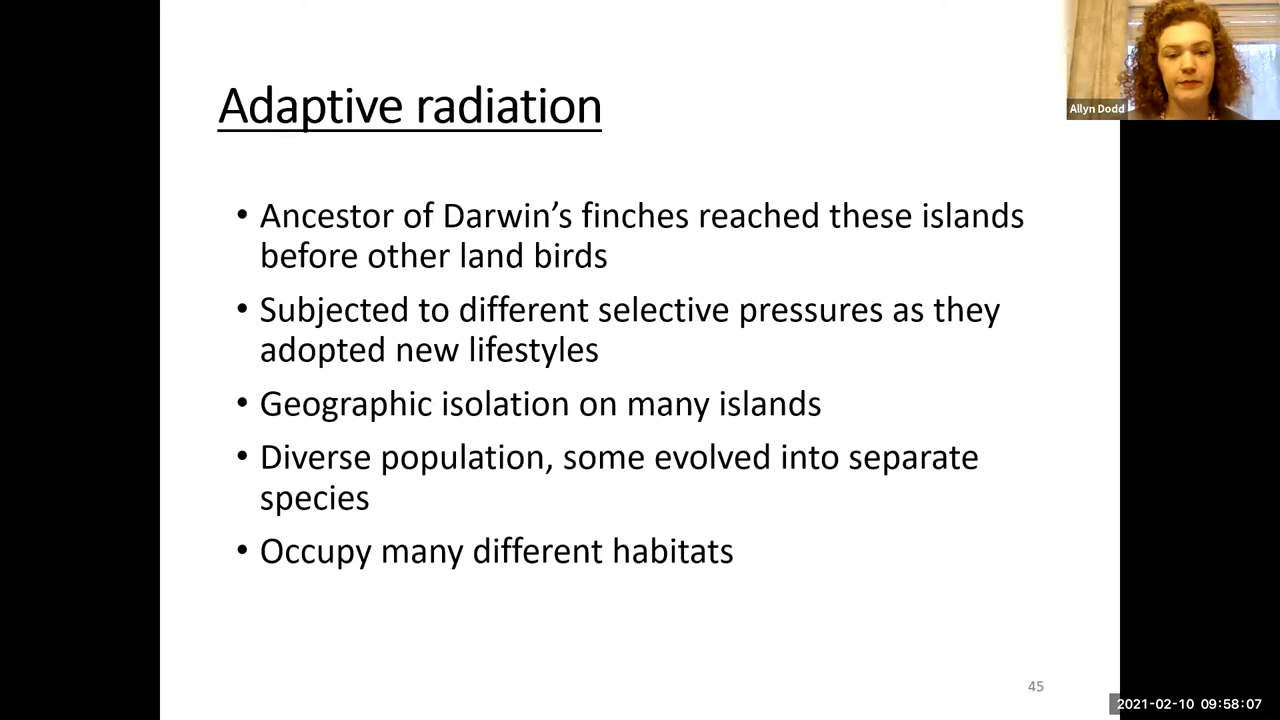 Allyn Dodd
Adaptive radiation
• Ancestor of Darwin’s finches reached these islands
before other land birds
• Subjected to different selective pressures as they
adopted new lifestyles
• Geographic isolation on many islands
• Diverse population, some evolved into separate
species
• Occupy many different habitats
45
2021-02-10 09:58:07